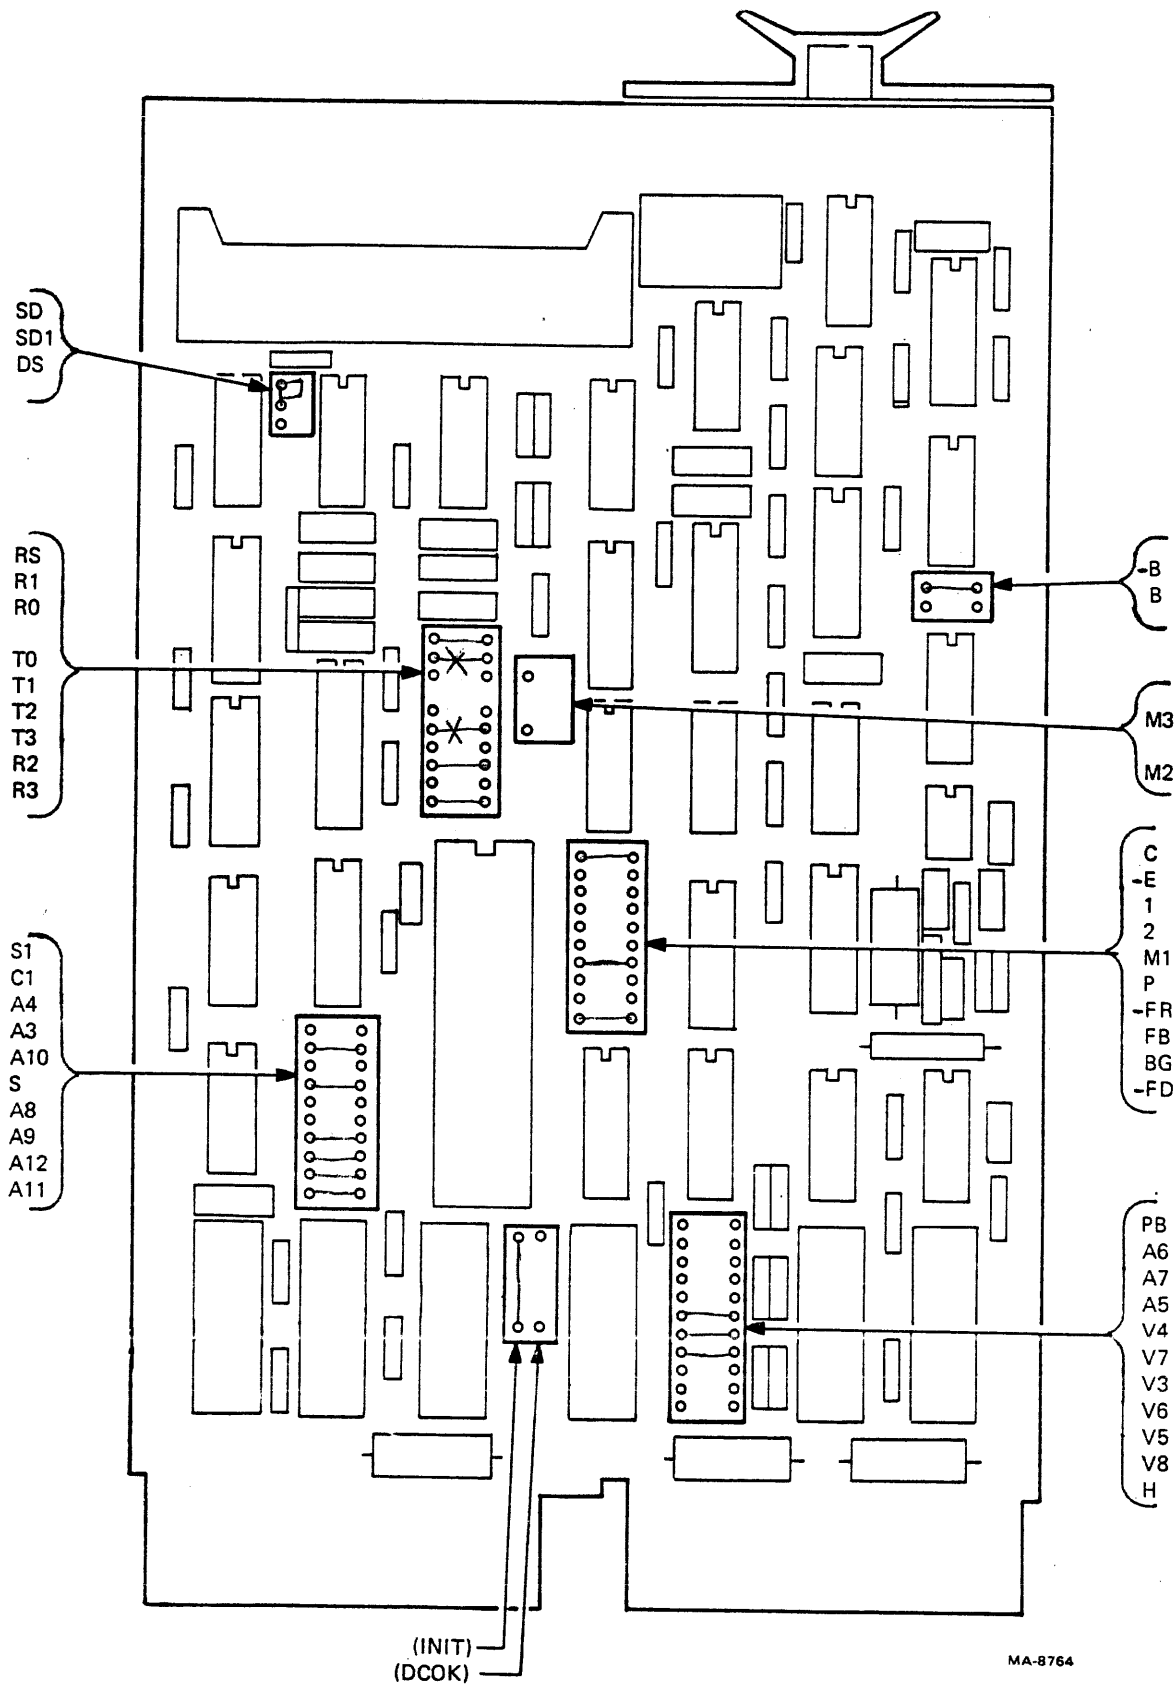 SD
SD1
DS
RS
R1
R0
T0
T1
T2
T3
R2
R3
S1
C1
A4
A3
A10
S
A8
A9
A12
A11
-B
B
M3
M2
C
-E
1
2
M1
P
-FR
FB
BG
-FD
PB
A6
A7
A5
V4
V7
V3
V6
V5
V8
H
(INIT)
(DCOK)
MA-8764